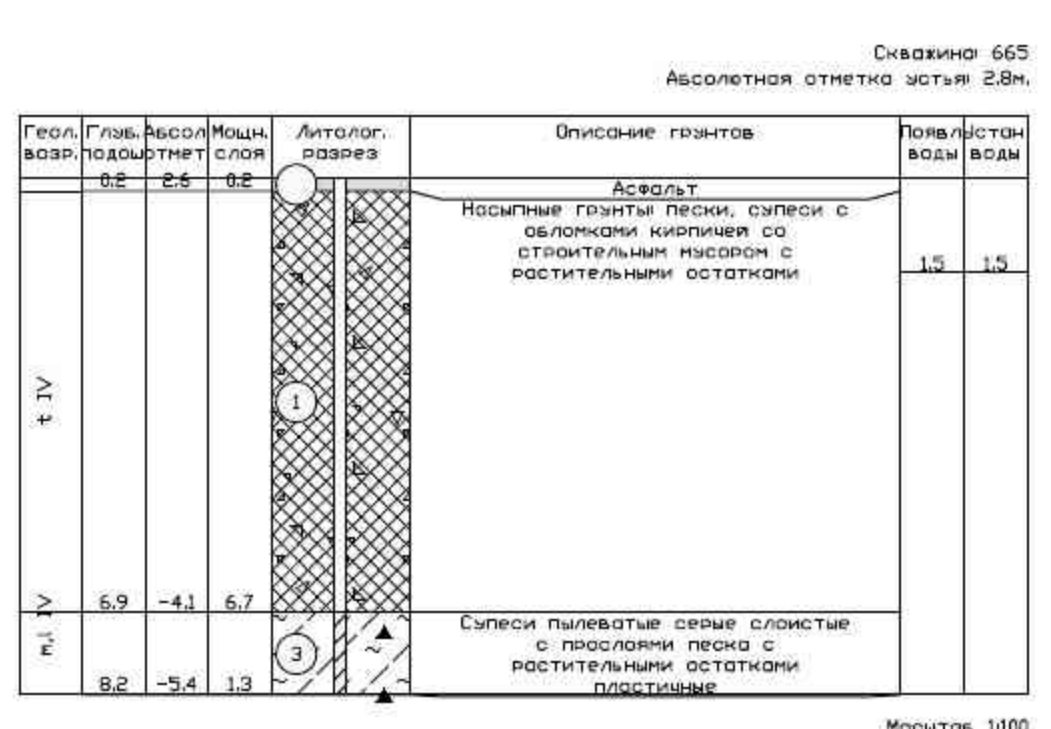 Скважина: 665
Абсолютная отметка устья: 2.8м.
Геол. Глуб. Абсол Мощн. Литолог. Описание грунтов Появл Устан
возр. подош отмет слоя разрез воды воды
0.2 2.6 0.2
Асфальт
Насыпные грунты: пески, супеси с
обломками кирпичей со
строительным мусором с
растительными остатками
1.5 1.5
t IV
1
6.9 -4.1 6.7
m,l IV
Супеси пылеватые серые слоистые
с прослоями песка с
растительными остатками
пластичные
3
8.2 -5.4 1.3
Масштаб 1:100